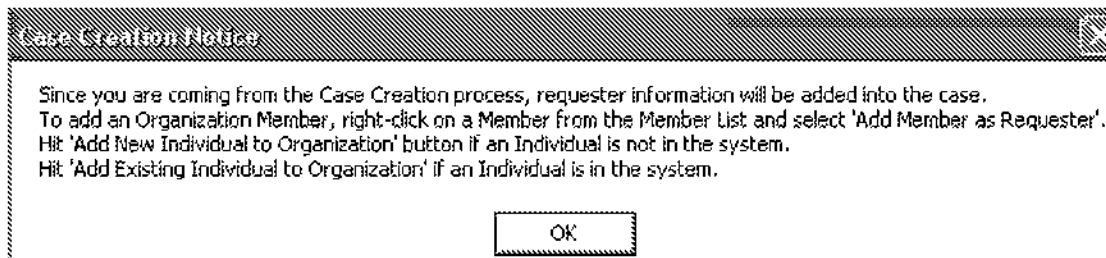 Case Creation Notice
Since you are coming from the Case Creation process, requester information will be added into the case.
To add an Organization Member, right-click on a Member from the Member List and select 'Add Member as Requester'.
Hit 'Add New Individual to Organization' button if an Individual is not in the system.
Hit 'Add Existing Individual to Organization' if an Individual is in the system.
OK